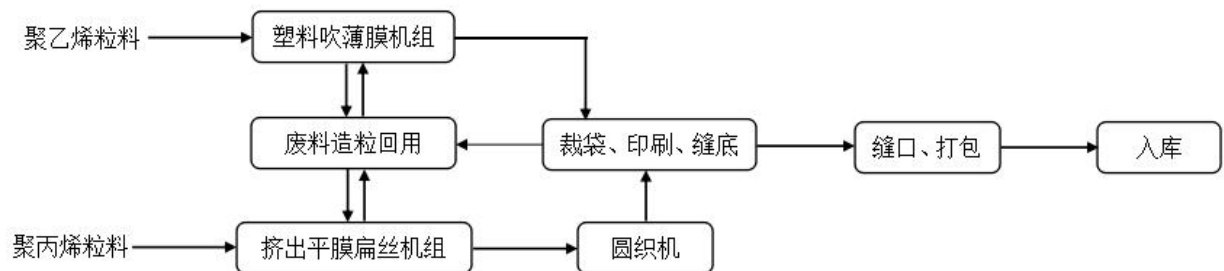 聚乙烯粒料
塑料吹薄膜机组
废料造粒回用
裁袋、印刷、缝底
缝口、打包
入库
聚丙烯粒料
挤出平膜扁丝机组
圆织机